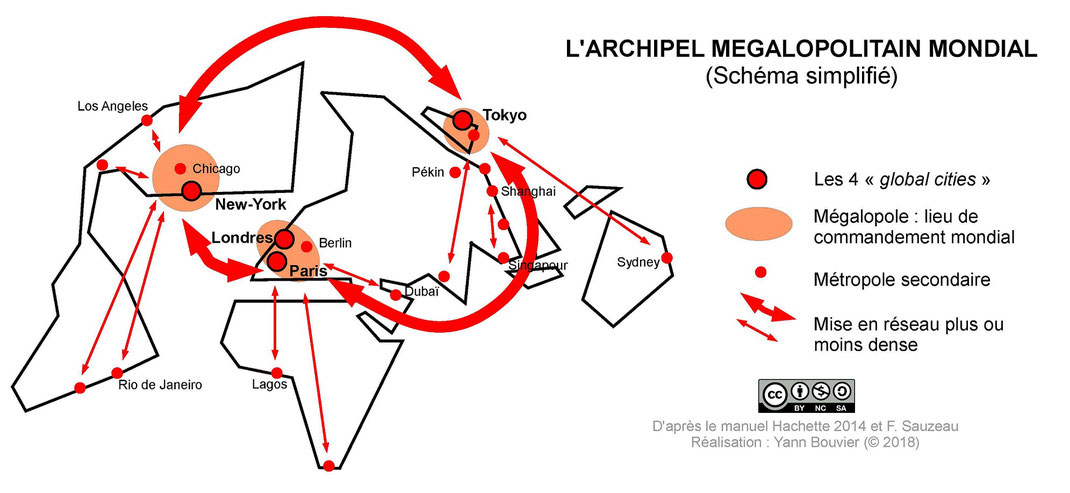 L'ARCHIPEL MEGALOPOLITAIN MONDIAL
(Schéma simplifié)
Los Angeles
Chicago
New-York
Londres
Berlin
Paris
Tokyo
Pékin
Shanghai
Singapour
Sydney
Dubaï
Rio de Janeiro
Lagos
Les 4 « global cities »
Mégalopole : lieu de
commandement mondial
Métropole secondaire
Mise en réseau plus ou
moins dense
cc
BY NC SA
D'après le manuel Hachette 2014 et F. Sauzeau
Réalisation : Yann Bouvier (© 2018)